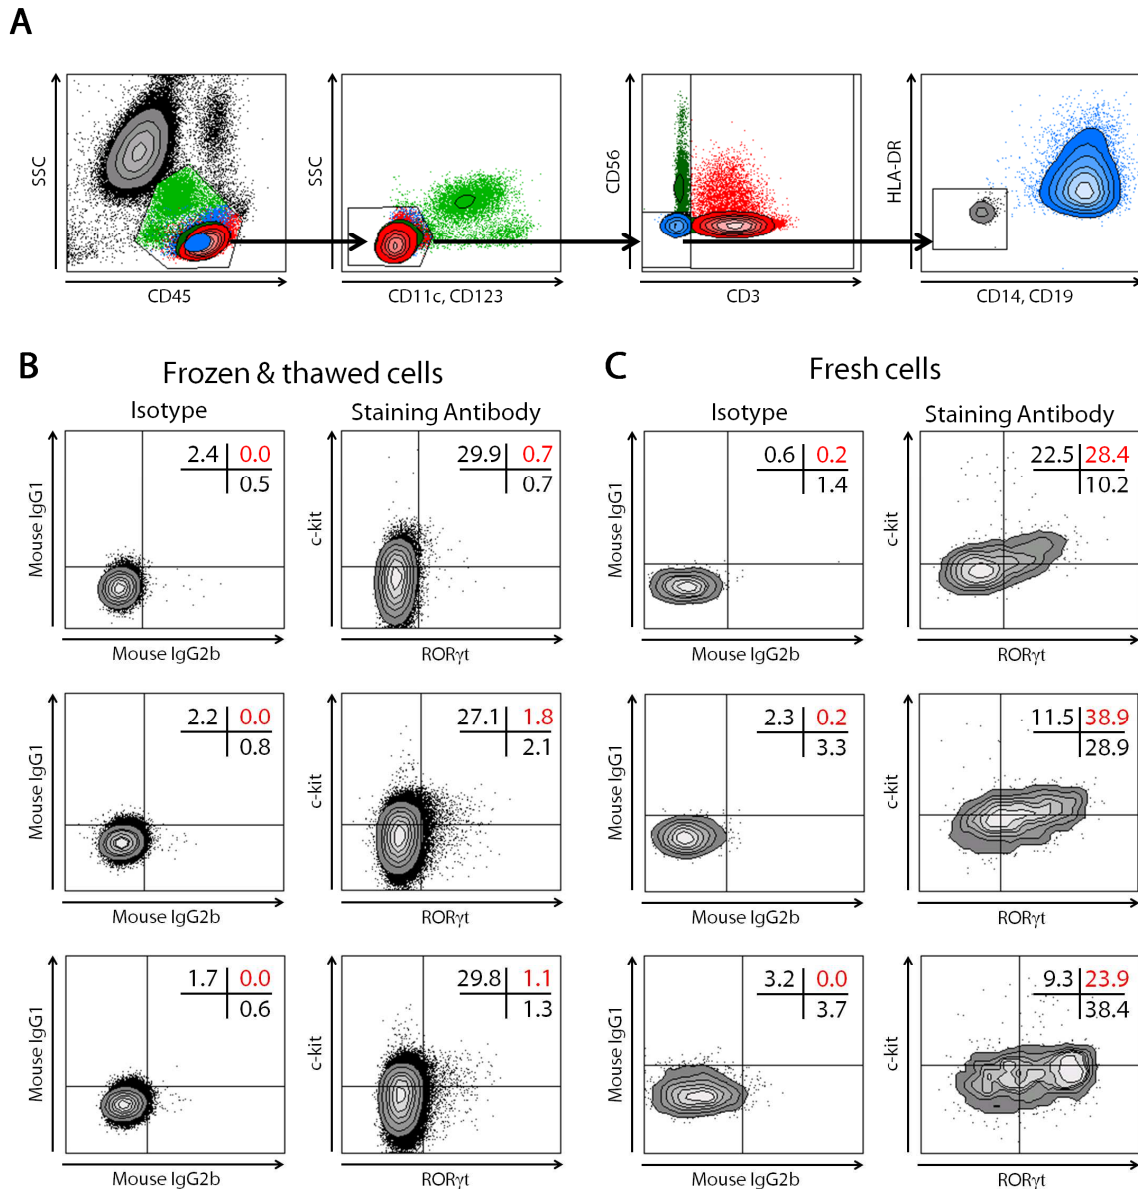 A
SSC
CD45
SSC
CD11c, CD123
CD56
CD3
HLA-DR
CD14, CD19
B
Frozen & thawed cells
Isotype
Staining Antibody
Mouse IgG1
2.4 0.0
0.5
Mouse IgG2b
c-kit
29.9 0.7
0.7
RORγt
Mouse IgG1
2.2 0.0
0.8
Mouse IgG2b
c-kit
27.1 1.8
2.1
RORγt
Mouse IgG1
1.7 0.0
0.6
Mouse IgG2b
c-kit
29.8 1.1
1.3
RORγt
C
Fresh cells
Isotype
Staining Antibody
Mouse IgG1
0.6 0.2
1.4
Mouse IgG2b
c-kit
22.5 28.4
10.2
RORγt
Mouse IgG1
2.3 0.2
3.3
Mouse IgG2b
c-kit
11.5 38.9
28.9
RORγt
Mouse IgG1
3.2 0.0
3.7
Mouse IgG2b
c-kit
9.3 23.9
38.4
RORγt